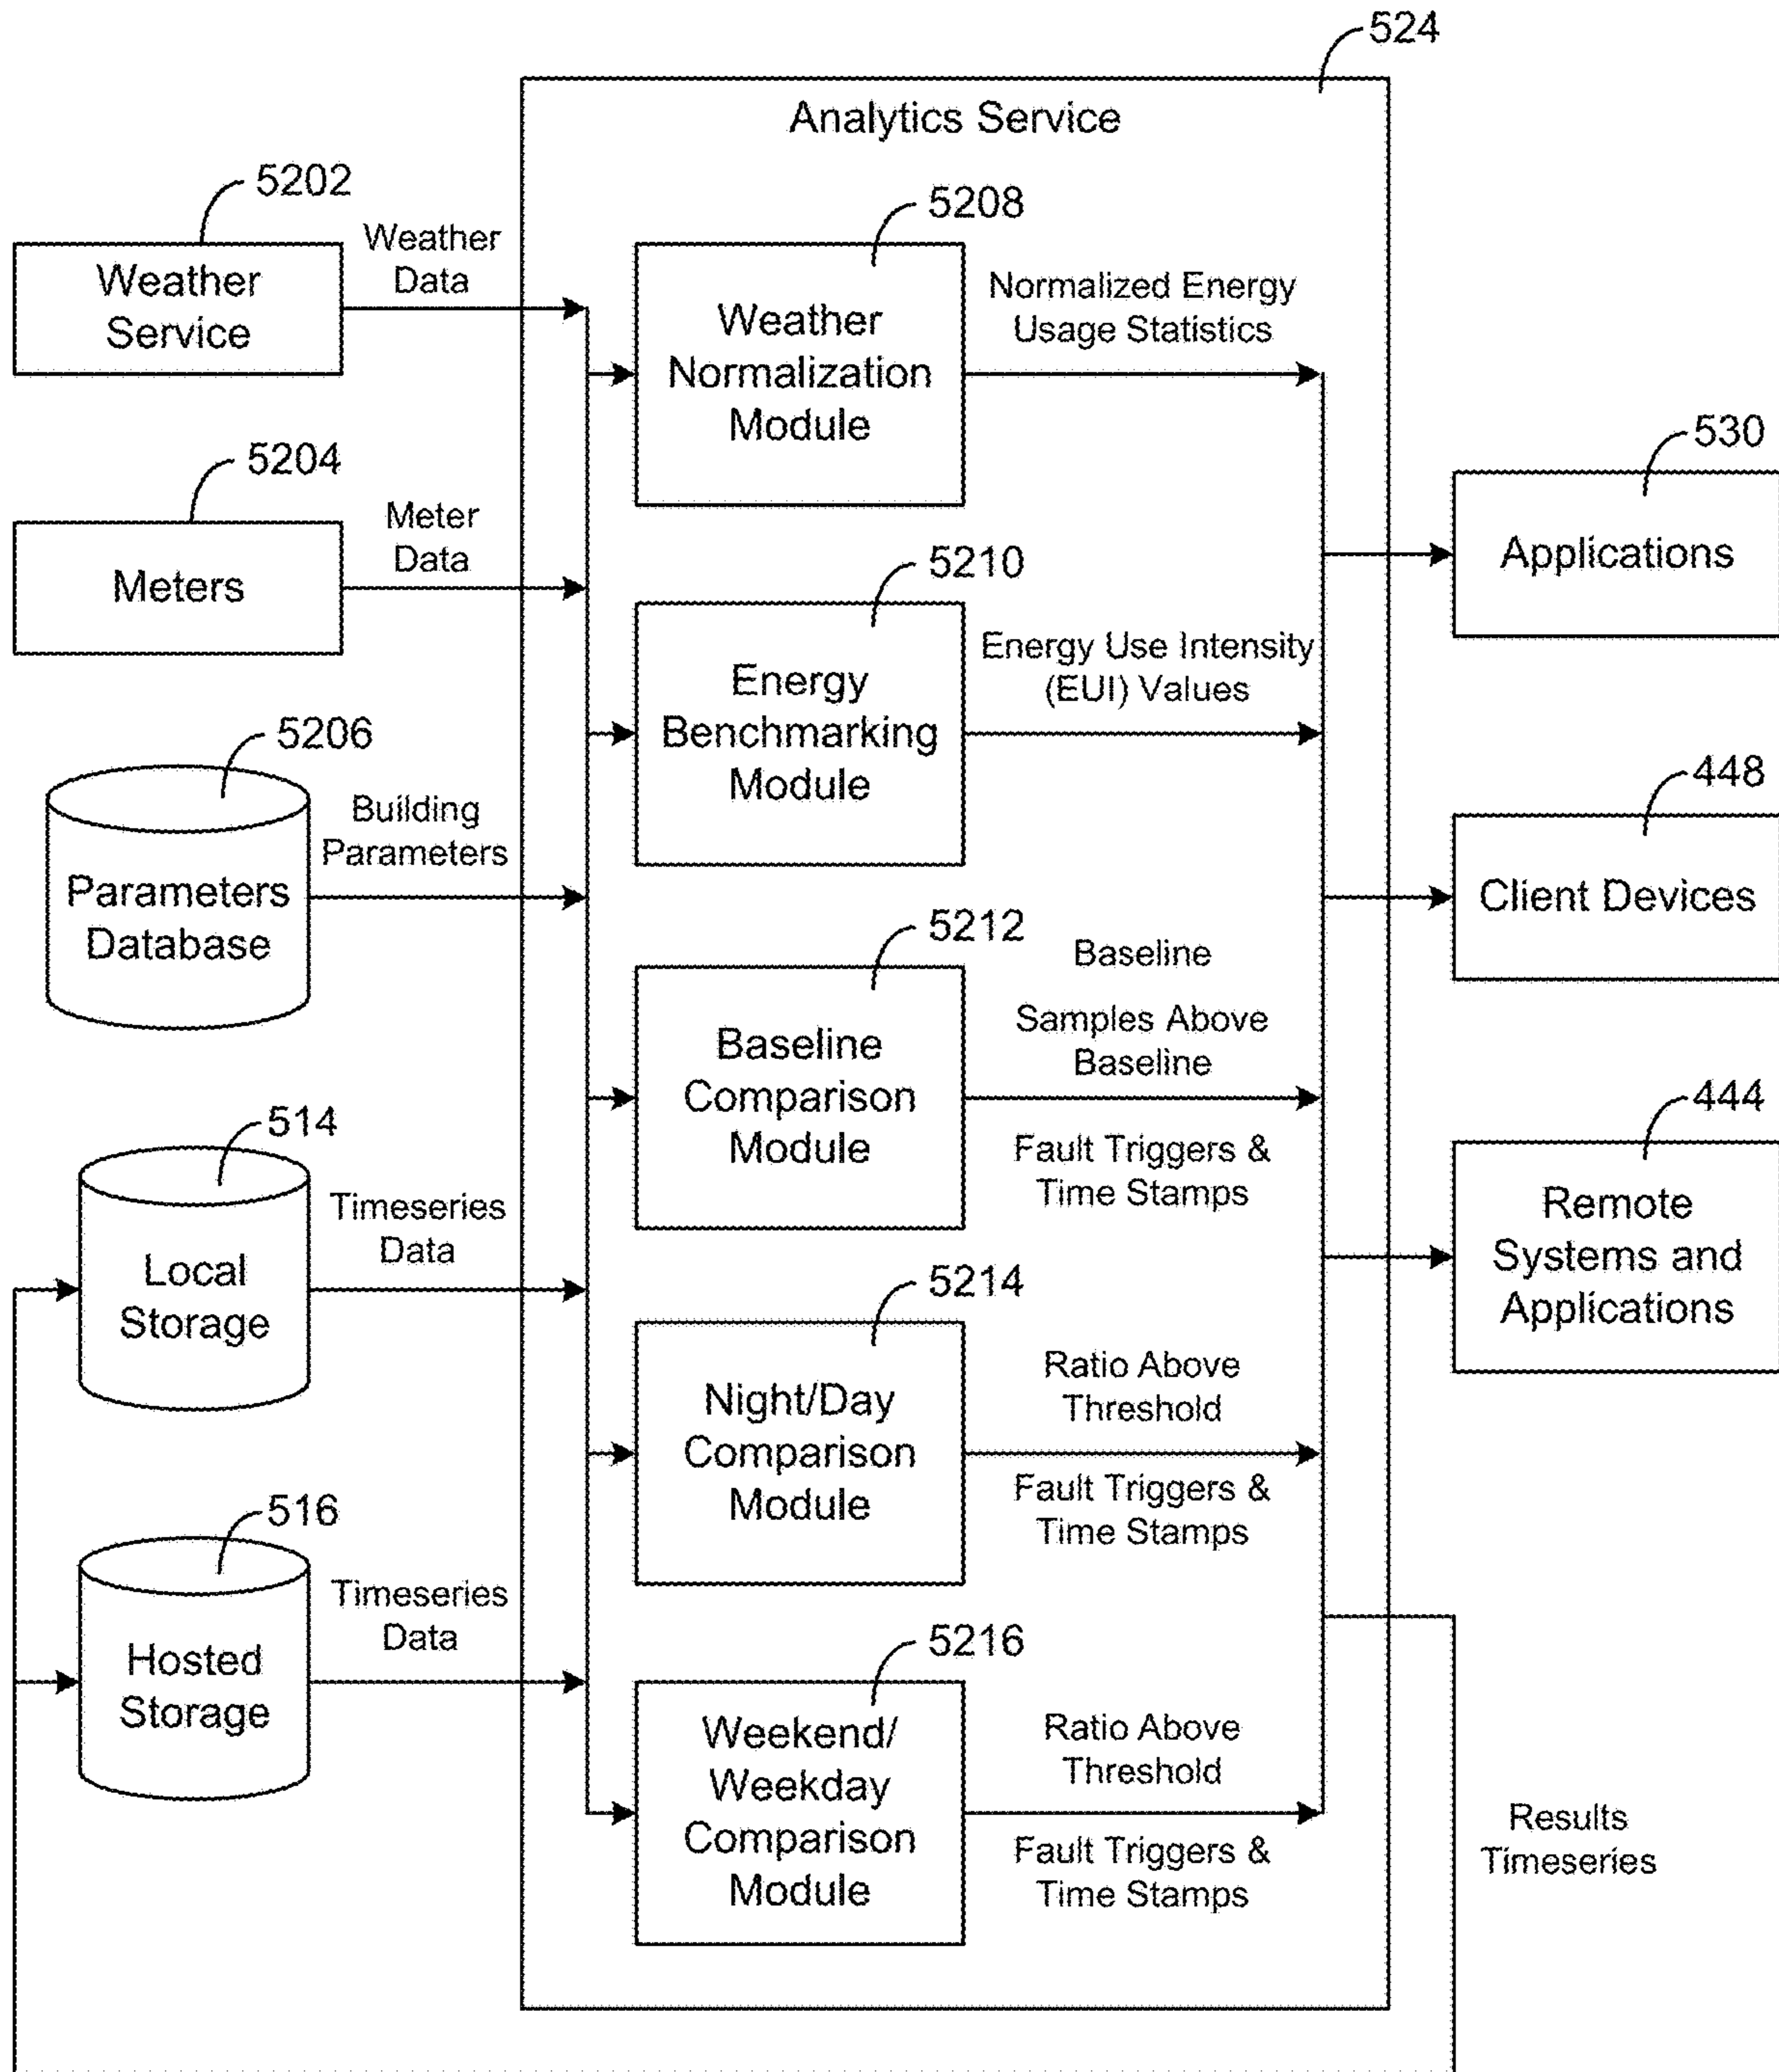 524
Analytics Service
5202
Weather
Service
Weather
Data
5208
Weather
Normalization
Module
Normalized Energy
Usage Statistics
5204
Meters
Meter
Data
530
Applications
5210
Energy
Benchmarking
Module
Energy Use Intensity
(EUI) Values
5206
Parameters
Database
Building
Parameters
448
Client Devices
5212
Baseline
Comparison
Module
Baseline
Samples Above
Baseline
Fault Triggers &
Time Stamps
514
Local
Storage
Timeseries
Data
444
Remote
Systems and
Applications
5214
Night/Day
Comparison
Module
Ratio Above
Threshold
Fault Triggers &
Time Stamps
516
Hosted
Storage
Timeseries
Data
5216
Weekend/
Weekday
Comparison
Module
Ratio Above
Threshold
Fault Triggers &
Time Stamps
Results
Timeseries